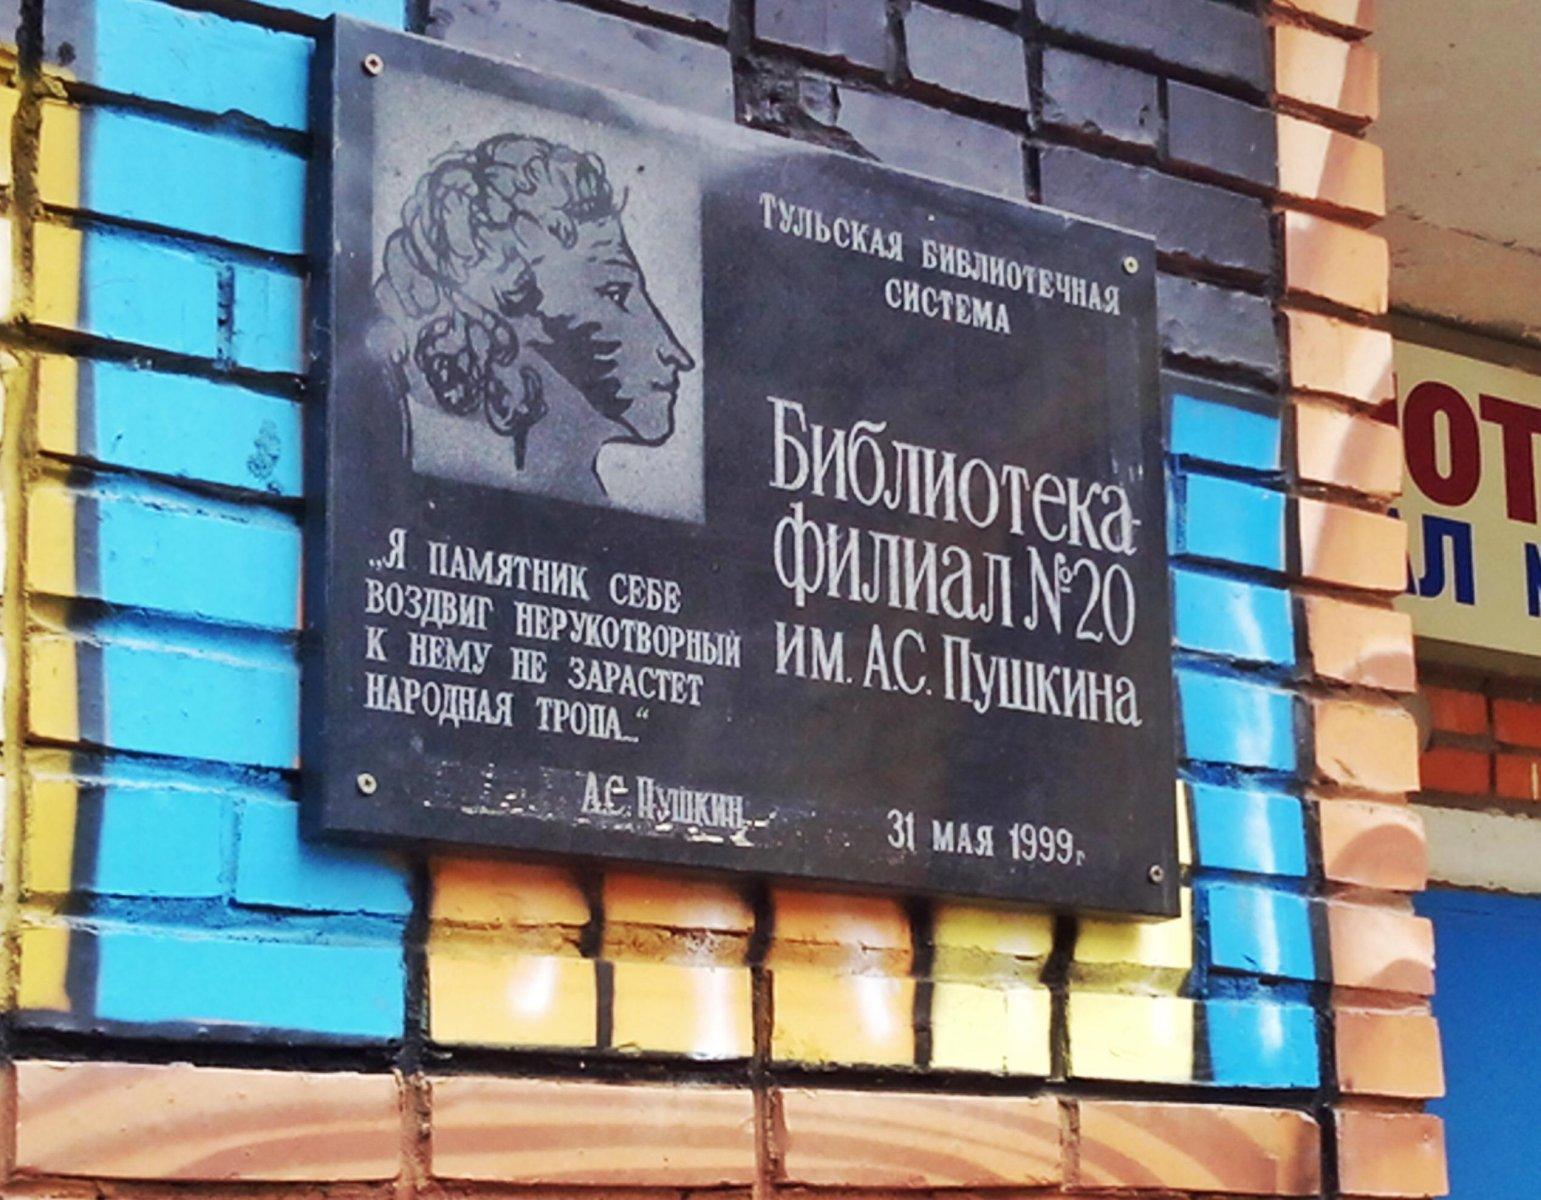 ТУЛЬСКАЯ БИБЛИОТЕЧНАЯ
СИСТЕМА
Библиотека-
филиал №20
им. А.С. Пушкина
„Я ПАМЯТНИК СЕБЕ
ВОЗДВИГ НЕРУКОТВОРНЫЙ
К НЕМУ НЕ ЗАРАСТЕТ
НАРОДНАЯ ТРОПА...“
А.С. Пушкин
31 МАЯ 1999г.